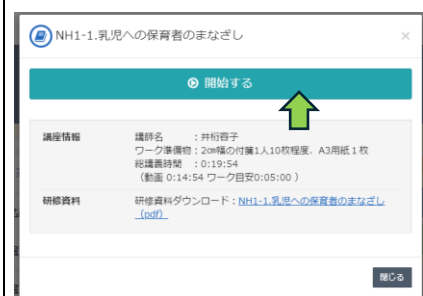 NH1-1.乳児への保育者のまなざし ×
開始する
講座情報 講師名 :井桁容子
ワーク準備物:2㎝幅の付箋1人10枚程度、A3用紙1枚
総講義時間 :0:19:54
(動画 0:14:54 ワーク目安0:05:00 )
研修資料 研修資料ダウンロード:NH1-1.乳児への保育者のまなざし
(pdf)
閉じる